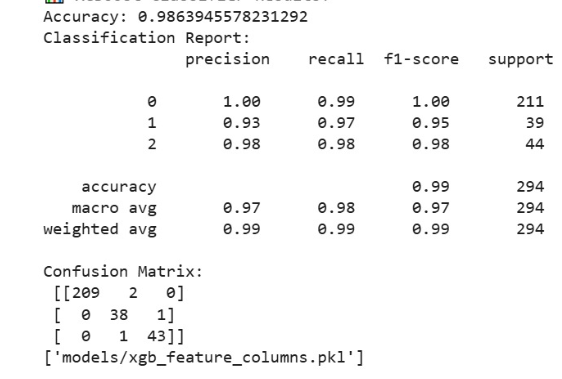 Accuracy: 0.9863945578231292
Classification Report:
              precision    recall  f1-score   support

           0       1.00      0.99      1.00       211
           1       0.93      0.97      0.95        39
           2       0.98      0.98      0.98        44

    accuracy                           0.99       294
   macro avg       0.97      0.98      0.97       294
weighted avg       0.99      0.99      0.99       294

Confusion Matrix:
 [[209   2   0]
 [  0  38   1]
 [  0   1  43]]
['models/xgb_feature_columns.pkl']